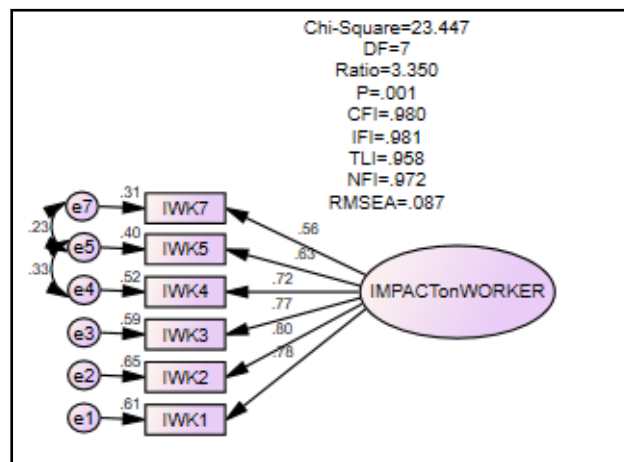 Chi-Square=23.447
DF=7
Ratio=3.350
P=.001
CFI=.980
IFI=.981
TLI=.958
NFI=.972
RMSEA=.087
e7 .31 IWK7 .56
.23
e5 .40 IWK5 .63
.33
e4 .52 IWK4 .72
IMPACTonWORKER
e3 .59 IWK3 .77
e2 .65 IWK2 .80
e1 .61 IWK1 .78